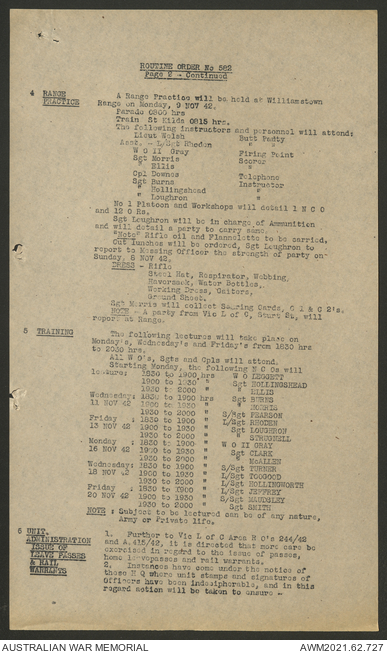 ROUTINE ORDER No 582
Page 2 - Continued
4 RANGE PRACTICE
A Range Practice will be held at Williamstown
Range on Monday, 9 NOV 42.
Parade 0800 hrs
Train St Kilda 0815 hrs.
The following instructors and personnel will attend:
Lieut Welsh Butt Party
Asst. - L/Sgt Rhoden " "
W O II Gray Firing Point
Sgt Morris Scorer
" Ellis "
Cpl Downes Telephone
Sgt Burns Instructor
" Hollingshead "
" Loughron "
No 1 Platoon and Workshops will detail 1 N C O
and 12 O Rs.
Sgt Loughron will be in charge of Ammunition
and will detail a party to carry same.
"Note" Rifle oil and Flannelette to be carried.
Cut lunches will be ordered, Sgt Loughron to
report to Messing Officer the strength of party on
Sunday, 8 NOV 42.
DRESS - Rifle
Steel Hat, Respirator, Webbing,
Haversack, Water Bottles,
Working Dress, Gaiters,
Ground Sheet.
Sgt Morris will collect Scoring Cards, C 1 & C 2's.
NOTE - A party from Vic L of C, Sturt St, will
report at Range.
5 TRAINING
The following lectures will take place on
Monday's, Wednesday's and Friday's from 1830 hrs
to 2030 hrs.
All W O's, Sgts and Cpls will attend.
Starting Monday, the following N C Os will
lecture: 1830 to 1900 hrs W O LEGGETT
1900 to 1930 " Sgt HOLLINGSHEAD
1930 to 2000 " " ELLIS
Wednesday: 1830 to 1900 hrs Sgt BURNS
11 NOV 42 1900 to 1930 " " MORRIS
1930 to 2000 " S/Sgt PEARSON
Friday : 1830 to 1900 " L/Sgt RHODEN
13 NOV 42 1900 to 1930 " Sgt LOUGHRON
1930 to 2000 " " STRUGNELL
Monday : 1830 to 1900 " W O II GRAY
16 NOV 42 1900 to 1930 " Sgt CLARK
1930 to 2000 " " McALLEN
Wednesday: 1830 to 1900 " S/Sgt TURNER
18 NOV 42 1900 to 1930 " L/Sgt TOOGOOD
1930 to 2000 " L/Sgt HOLLINGWORTH
Friday : 1830 to 1900 " L/Sgt JEFFREY
20 NOV 42 1900 to 1930 " S/Sgt MAUDSLEY
1930 to 2000 " Sgt SMITH
NOTE : Subject to be lectured can be of any nature,
Army or Private life.
6 UNIT ADMINISTRATION
ISSUE OF
LEAVE PASSES
& RAIL
WARRANTS
1. Further to Vic L of C Area R O's 244/42
and A.415/42, it is directed that more care be
exercised in regard to the issue of passes,
home leave passes and rail warrants.
2. Instances have come under the notice of
these H Q where unit stamps and signatures of
Officers have been indecipherable, and in this
regard action will be taken to ensure -
AUSTRALIAN WAR MEMORIAL
AWM2021.62.727